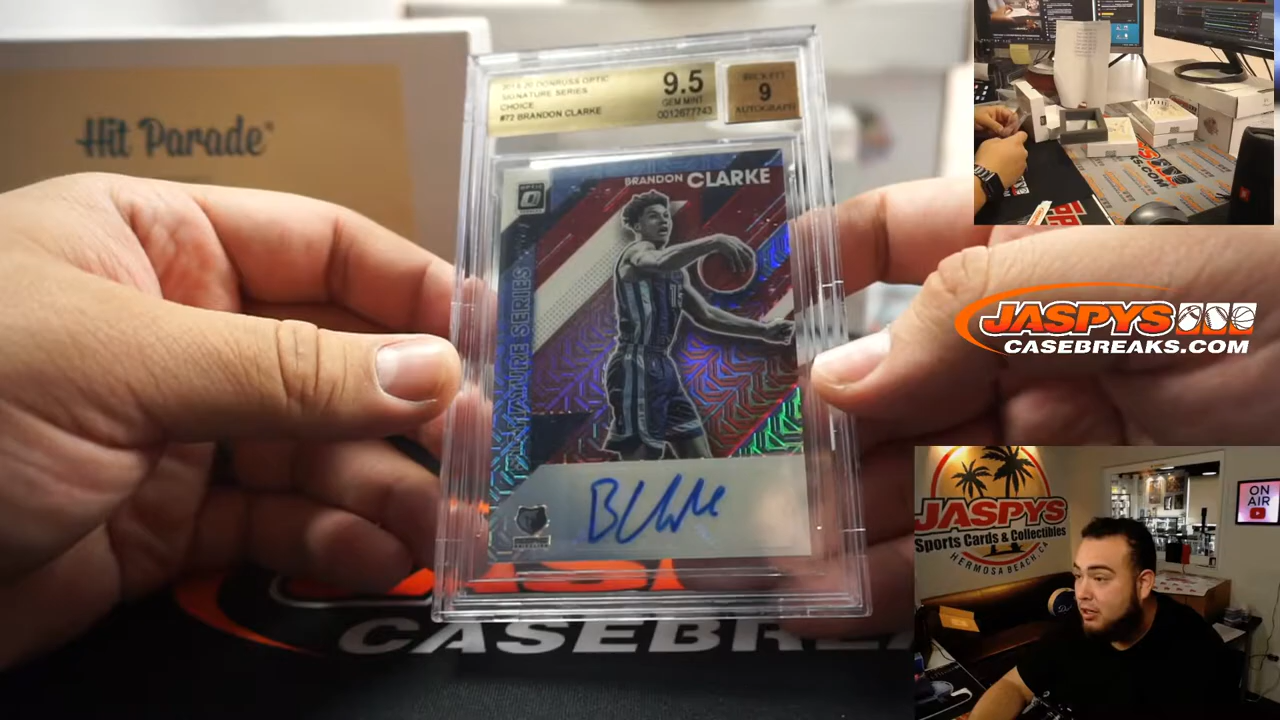 Hit Parade
2019-20 DONRUSS OPTIC
SIGNATURE SERIES
CHOICE
#72 BRANDON CLARKE
9.5
GEM MINT
0012677743
BECKETT
9
AUTOGRAPH
OPTIC
BRANDON CLARKE
SIGNATURE SERIES
CASEBREA
JASPYS
CASEBREAKS.COM
JASPYS
Sports Cards & Collectibles
HERMOSA BEACH, CA
ON
AIR